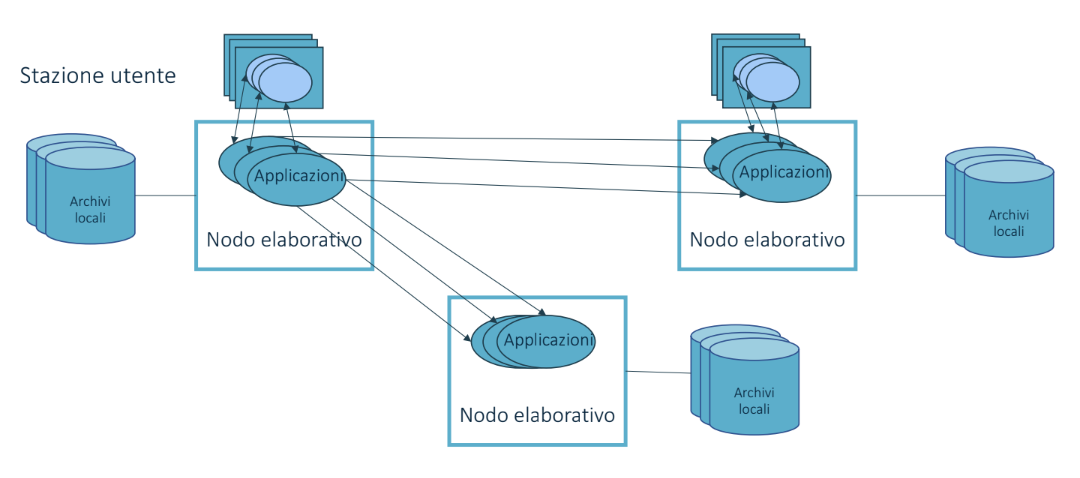 Stazione utente
Archivi
locali
Applicazioni
Nodo elaborativo
Applicazioni
Nodo elaborativo
Archivi
locali
Applicazioni
Nodo elaborativo
Archivi
locali